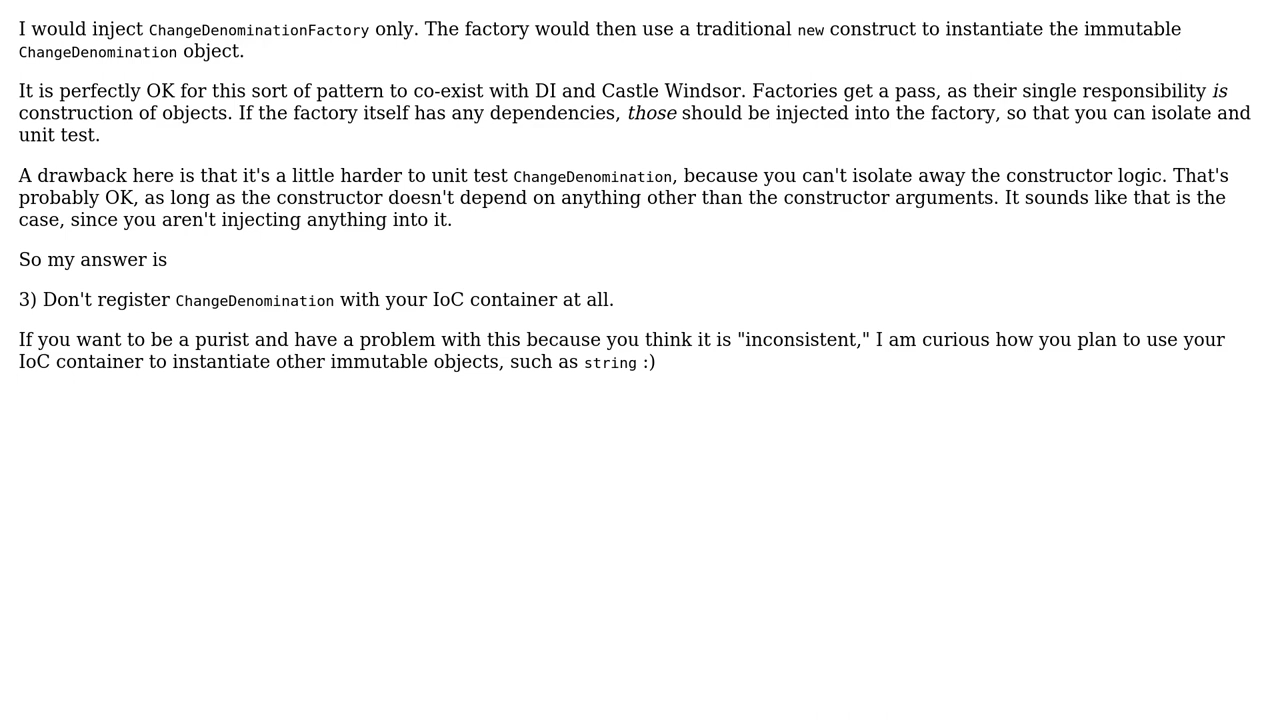 I would inject ChangeDenominationFactory only. The factory would then use a traditional new construct to instantiate the immutable
ChangeDenomination object.
It is perfectly OK for this sort of pattern to co-exist with DI and Castle Windsor. Factories get a pass, as their single responsibility is
construction of objects. If the factory itself has any dependencies, those should be injected into the factory, so that you can isolate and
unit test.
A drawback here is that it's a little harder to unit test ChangeDenomination, because you can't isolate away the constructor logic. That's
probably OK, as long as the constructor doesn't depend on anything other than the constructor arguments. It sounds like that is the
case, since you aren't injecting anything into it.
So my answer is
3) Don't register ChangeDenomination with your IoC container at all.
If you want to be a purist and have a problem with this because you think it is "inconsistent," I am curious how you plan to use your
IoC container to instantiate other immutable objects, such as string :)